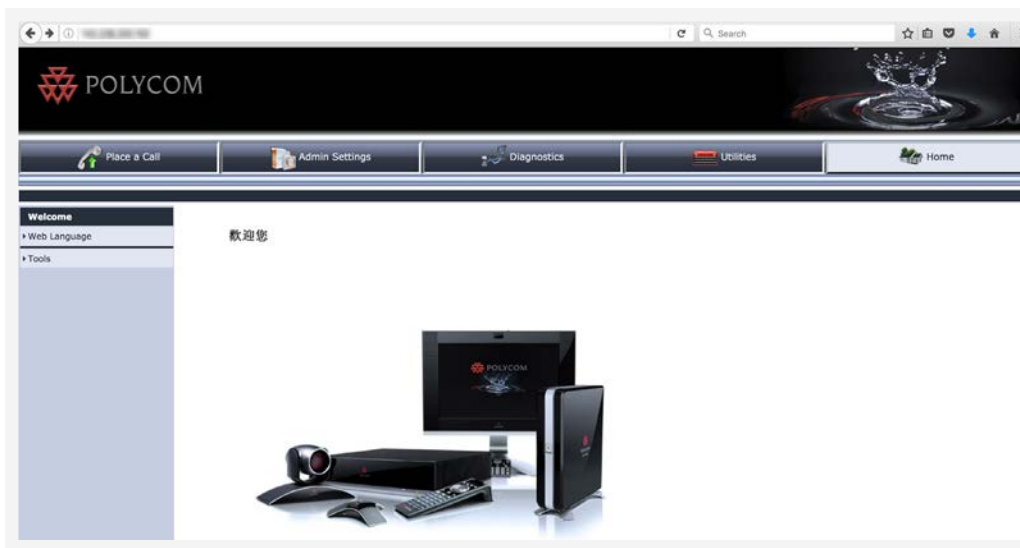 Search
POLYCOM
Place a Call
Admin Settings
Diagnostics
Utilities
Home
Welcome
Web Language
歡迎您
Tools
POLYCOM